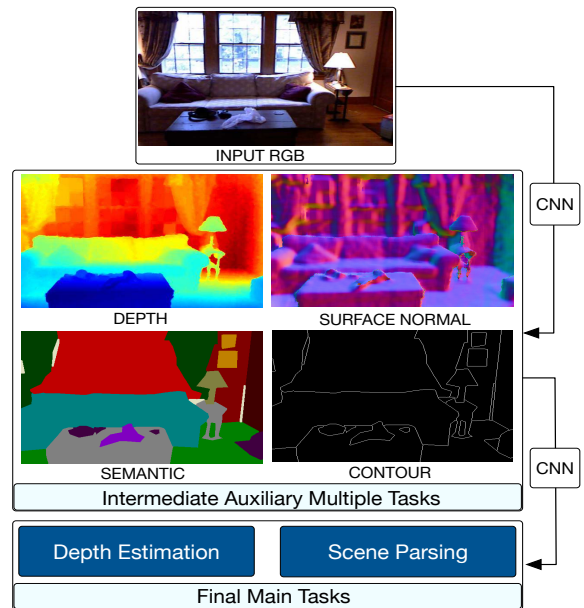 INPUT RGB
CNN
DEPTH
SURFACE NORMAL
SEMANTIC
CONTOUR
CNN
Intermediate Auxiliary Multiple Tasks
Depth Estimation
Scene Parsing
Final Main Tasks